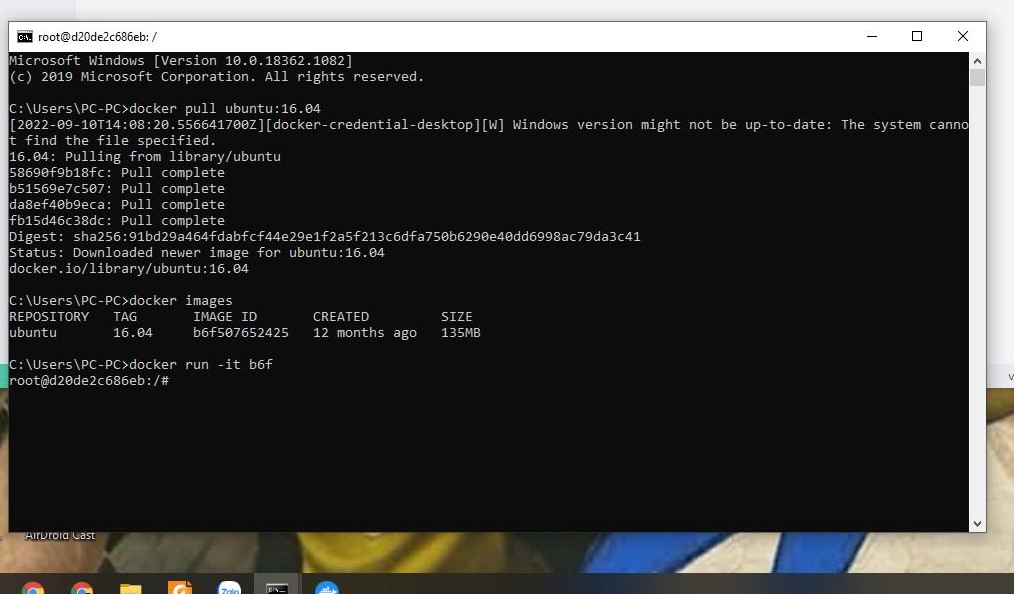 root@d20de2c686eb: /
Microsoft Windows [Version 10.0.18362.1082]
(c) 2019 Microsoft Corporation. All rights reserved.
C:\Users\PC-PC>docker pull ubuntu:16.04
[2022-09-10T14:08:20.556641700Z][docker-credential-desktop][W] Windows version might not be up-to-date: The system canno
t find the file specified.
16.04: Pulling from library/ubuntu
58690f9b18fc: Pull complete
b51569e7c507: Pull complete
da8ef40b9eca: Pull complete
fb15d46c38dc: Pull complete
Digest: sha256:91bd29a464fdabfcf44e29e1f2a5f213c6dfa750b6290e40dd6998ac79da3c41
Status: Downloaded newer image for ubuntu:16.04
docker.io/library/ubuntu:16.04
C:\Users\PC-PC>docker images
REPOSITORY TAG IMAGE ID CREATED SIZE
ubuntu 16.04 b6f507652425 12 months ago 135MB
C:\Users\PC-PC>docker run -it b6f
root@d20de2c686eb:/#
AirDroid Cast
Zalo